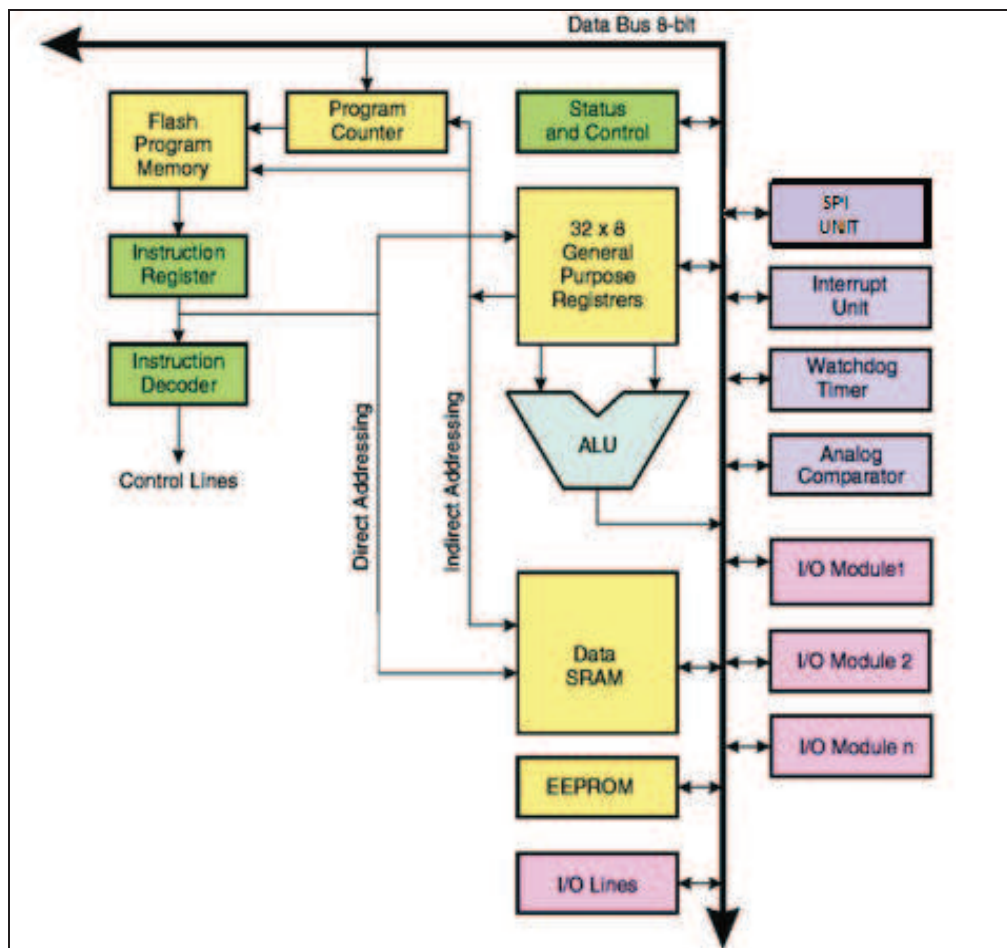 Data Bus 8-bit
Flash
Program
Memory
Program
Counter
Status
and Control
SPI
UNIT
32 x 8
General
Purpose
Registrers
Instruction
Register
Interrupt
Unit
Instruction
Decoder
Watchdog
Timer
ALU
Analog
Comparator
Control Lines
Direct Addressing
Indirect Addressing
I/O Module1
Data
SRAM
I/O Module 2
I/O Module n
EEPROM
I/O Lines